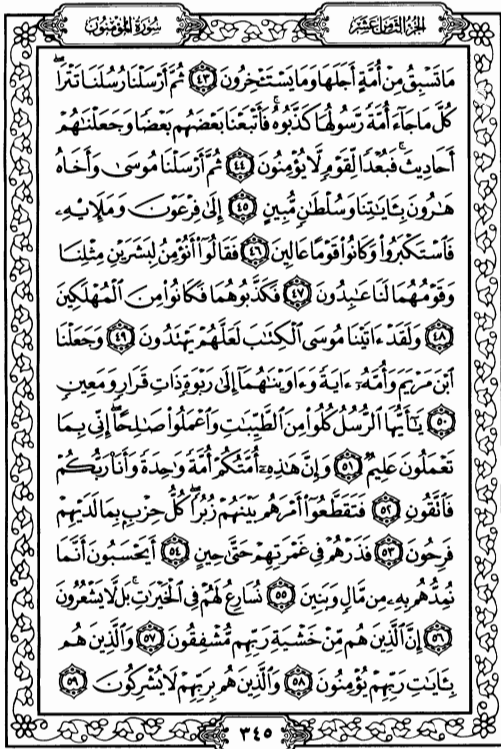 الجزء الثامن عشر
سورة المؤمنون
مَا تَسْبِقُ مِنْ أُمَّةٍ أَجَلَهَا وَمَا يَسْتَـْٔخِرُونَ ٤٣ ثُمَّ أَرْسَلْنَا رُسُلَنَا تَتْرَا ۖ
كُلَّ مَا جَآءَ أُمَّةً رَّسُولُهَا كَذَّبُوهُ ۚ فَأَتْبَعْنَا بَعْضَهُم بَعْضًا وَجَعَلْنَٰهُمْ
أَحَادِيثَ ۚ فَبُعْدًا لِّقَوْمٍ لَّا يُؤْمِنُونَ ٤٤ ثُمَّ أَرْسَلْنَا مُوسَىٰ وَأَخَاهُ
هَٰرُونَ بِـَٔايَٰتِنَا وَسُلْطَٰنٍ مُّبِينٍ ٤٥ إِلَىٰ فِرْعَوْنَ وَمَلَإِي۟هِۦ
فَٱسْتَكْبَرُوا۟ وَكَانُوا۟ قَوْمًا عَالِينَ ٤٦ فَقَالُوٓا۟ أَنُؤْمِنُ لِبَشَرَيْنِ مِثْلِنَا
وَقَوْمُهُمَا لَنَا عَٰبِدُونَ ٤٧ فَكَذَّبُوهُمَا فَكَانُوا۟ مِنَ ٱلْمُهْلَكِينَ
٤٨ وَلَقَدْ ءَاتَيْنَا مُوسَى ٱلْكِتَٰبَ لَعَلَّهُمْ يَهْتَدُونَ ٤٩ وَجَعَلْنَا
ٱبْنَ مَرْيَمَ وَأُمَّهُۥٓ ءَايَةً وَءَاوَيْنَٰهُمَآ إِلَىٰ رَبْوَةٍ ذَاتِ قَرَارٍ وَمَعِينٍ
٥٠ يَٰٓأَيُّهَا ٱلرُّسُلُ كُلُوا۟ مِنَ ٱلطَّيِّبَٰتِ وَٱعْمَلُوا۟ صَٰلِحًا ۖ إِنِّى بِمَا
تَعْمَلُونَ عَلِيمٌ ٥١ وَإِنَّ هَٰذِهِۦٓ أُمَّتُكُمْ أُمَّةً وَٰحِدَةً وَأَنَا۠ رَبُّكُمْ
فَٱتَّقُونِ ٥٢ فَتَقَطَّعُوٓا۟ أَمْرَهُم بَيْنَهُمْ زُبُرًا ۖ كُلُّ حِزْبٍۭ بِمَا لَدَيْهِمْ
فَرِحُونَ ٥٣ فَذَرْهُمْ فِى غَمْرَتِهِمْ حَتَّىٰ حِينٍ ٥٤ أَيَحْسَبُونَ أَنَّمَا
نُمِدُّهُم بِهِۦ مِن مَّالٍ وَبَنِينَ ٥٥ نُسَارِعُ لَهُمْ فِى ٱلْخَيْرَٰتِ ۚ بَل لَّا يَشْعُرُونَ
٥٦ إِنَّ ٱلَّذِينَ هُم مِّنْ خَشْيَةِ رَبِّهِم مُّشْفِقُونَ ٥٧ وَٱلَّذِينَ هُم
بِـَٔايَٰتِ رَبِّهِمْ يُؤْمِنُونَ ٥٨ وَٱلَّذِينَ هُم بِرَبِّهِمْ لَا يُشْرِكُونَ ٥٩
٣٤٥